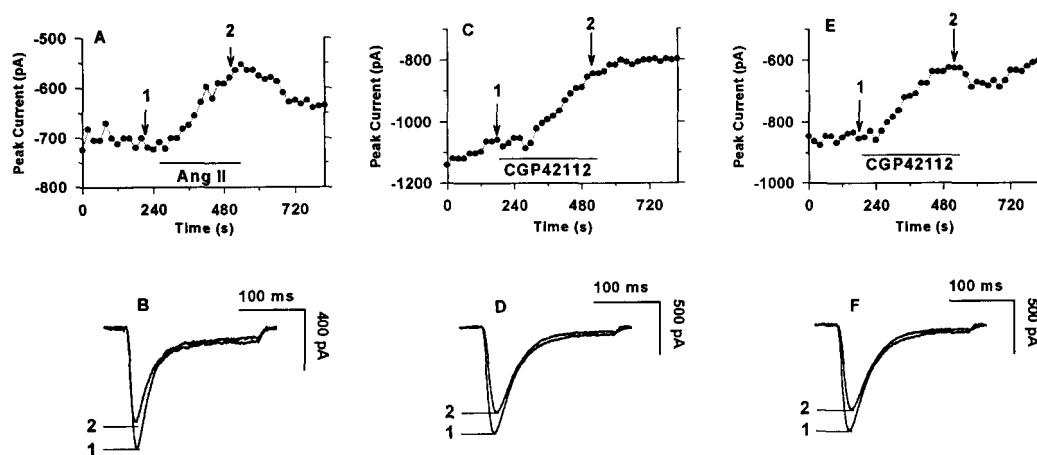 A
Peak Current (pA)
-500
-600
-700
-800
1
2
Ang II
0 240 480 720
Time (s)
C
Peak Current (pA)
-800
-1000
-1200
1
2
CGP42112
0 240 480 720
Time (s)
E
Peak Current (pA)
-600
-800
-1000
1
2
CGP42112
0 240 480 720
Time (s)
B
100 ms
400 pA
2
1
D
100 ms
500 pA
2
1
F
100 ms
500 pA
2
1